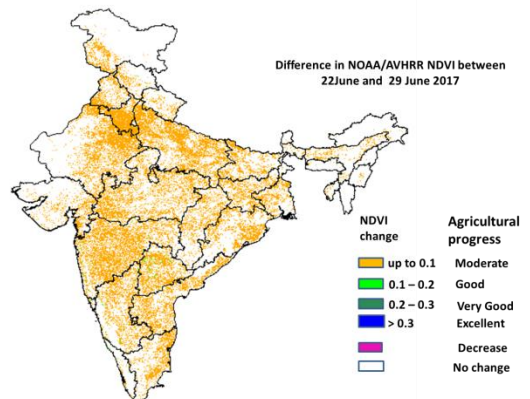 Difference in NOAA/AVHRR NDVI between
22June and 29 June 2017
NDVI change Agricultural progress
up to 0.1 Moderate
0.1 – 0.2 Good
0.2 – 0.3 Very Good
> 0.3 Excellent
Decrease
No change